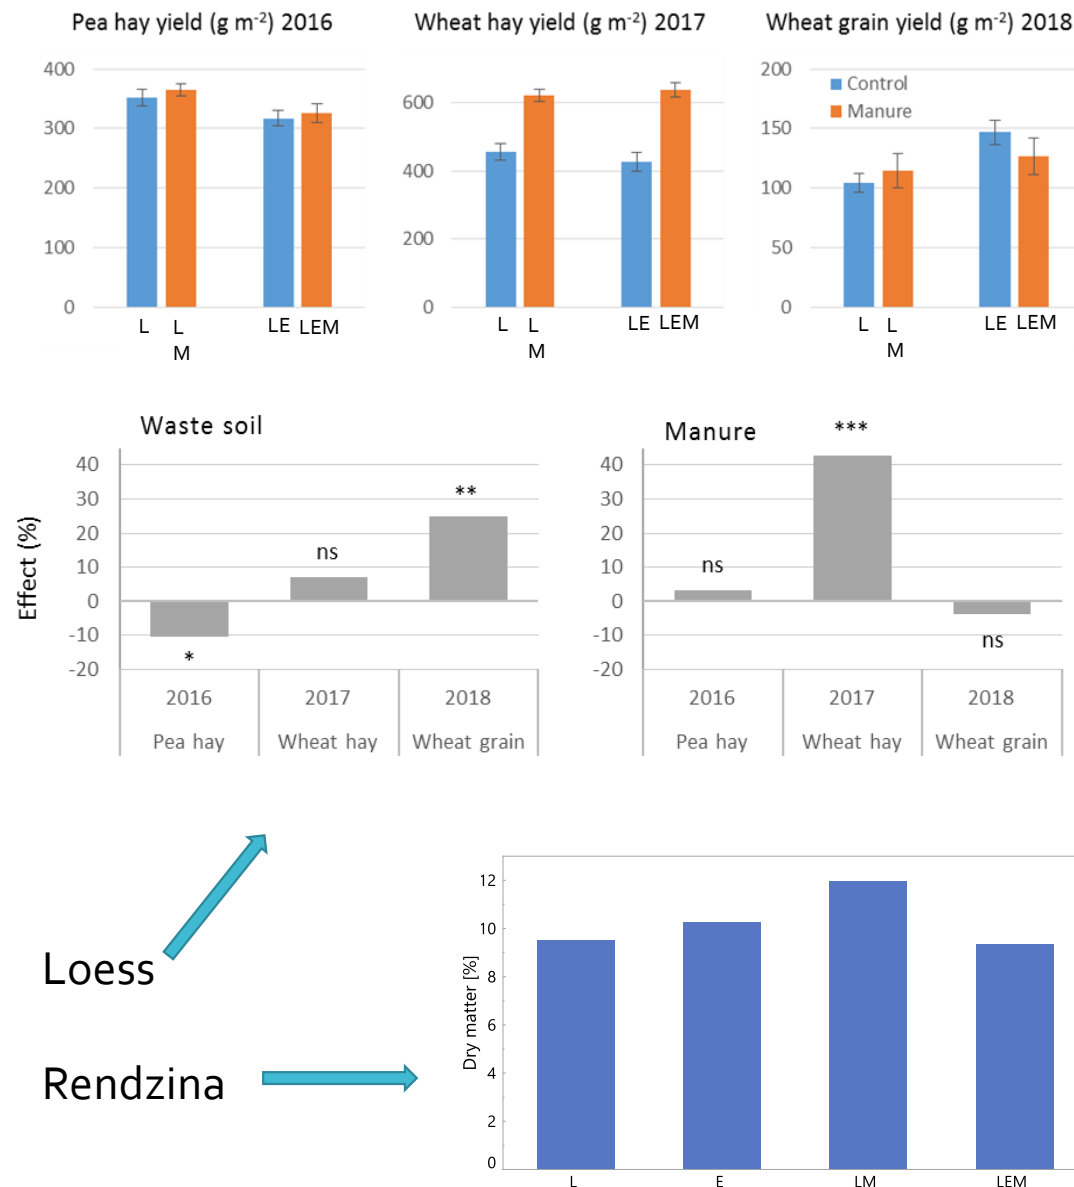 Pea hay yield (g m-2) 2016
Wheat hay yield (g m-2) 2017
Wheat grain yield (g m-2) 2018
400
300
200
100
0
L
L
M
LE
LEM
600
400
200
0
L
L
M
LE
LEM
200
150
100
50
0
Control
Manure
L
L
M
LE
LEM
Effect (%)
Waste soil
40
30
20
10
0
-10
-20
*
ns
**
2016
2017
2018
Pea hay
Wheat hay
Wheat grain
Manure
40
30
20
10
0
-10
-20
ns
***
ns
2016
2017
2018
Pea hay
Wheat hay
Wheat grain
Loess
Rendzina
Dry matter [%]
12
10
8
6
4
2
0
L
E
LM
LEM